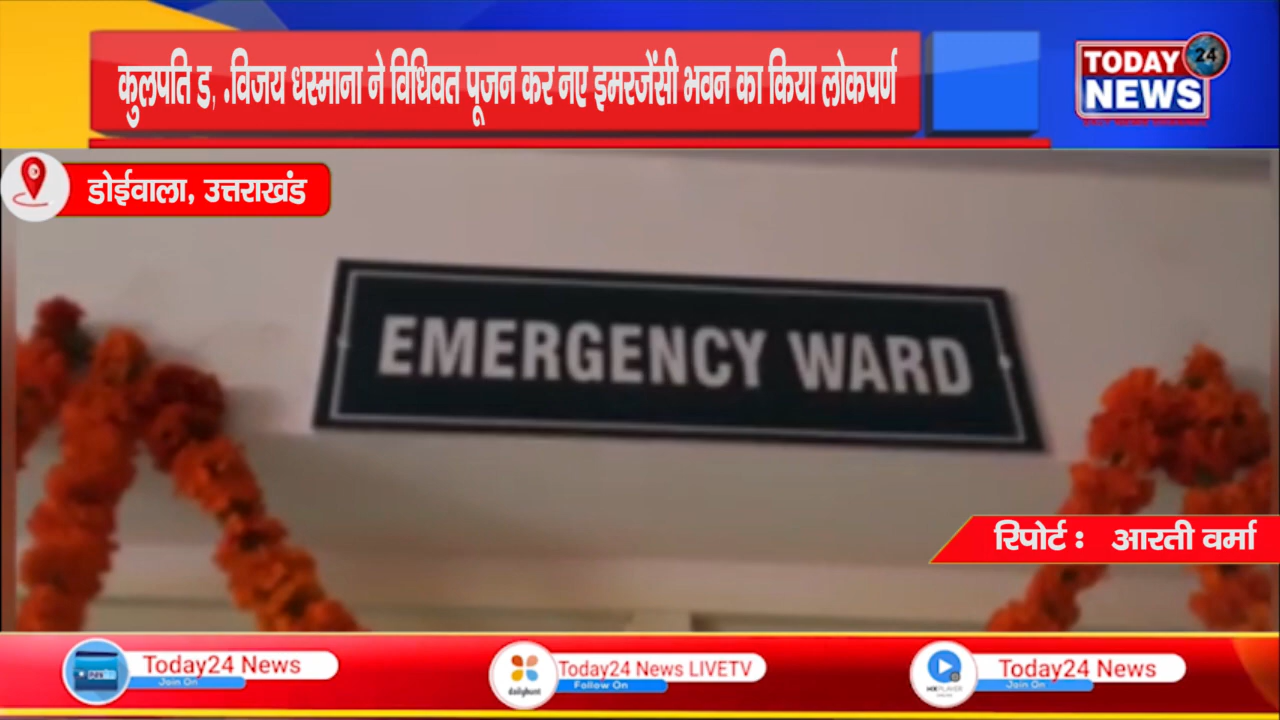 कुलपति ड, .विजय धस्माना ने विधिवत पूजन कर नए इमरजेंसी भवन का किया लोकपर्ण
TODAY 24
NEWS
डोईवाला, उत्तराखंड
EMERGENCY WARD
रिपोर्ट : आरती वर्मा
Today24 News
Join On
Today24 News LIVETV
Follow On
dailyhunt
Today24 News
Join On